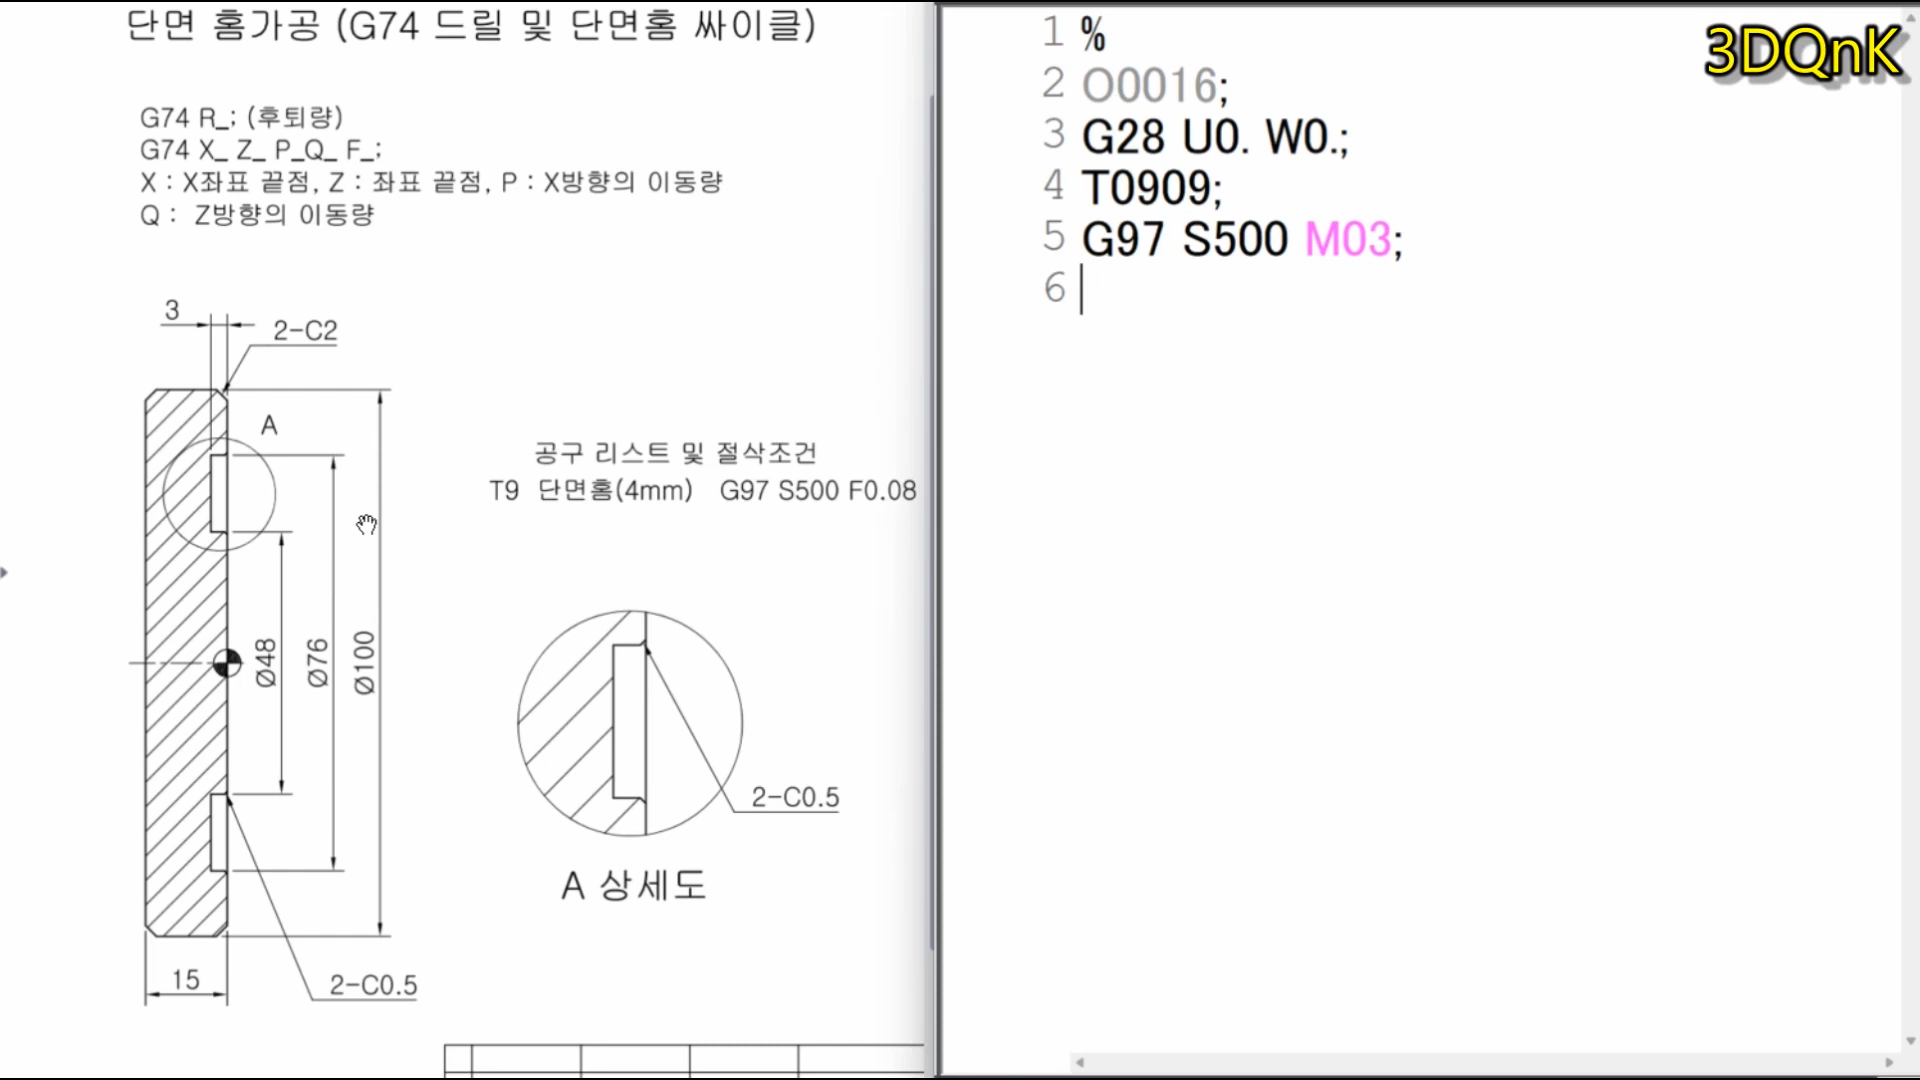 단면 홈가공 (G74 드릴 및 단면홈 싸이클)
G74 R_; (후퇴량)
G74 X_ Z_ P_Q_ F_;
X : X좌표 끝점, Z : 좌표 끝점, P : X방향의 이동량
Q : Z방향의 이동량
3
2-C2
A
공구 리스트 및 절삭조건
T9 단면홈(4mm) G97 S500 F0.08
Ø48
Ø76
Ø100
2-C0.5
A 상세도
15
2-C0.5
1 %
2 O0016;
3 G28 U0. W0.;
4 T0909;
5 G97 S500 M03;
6
3DQnK